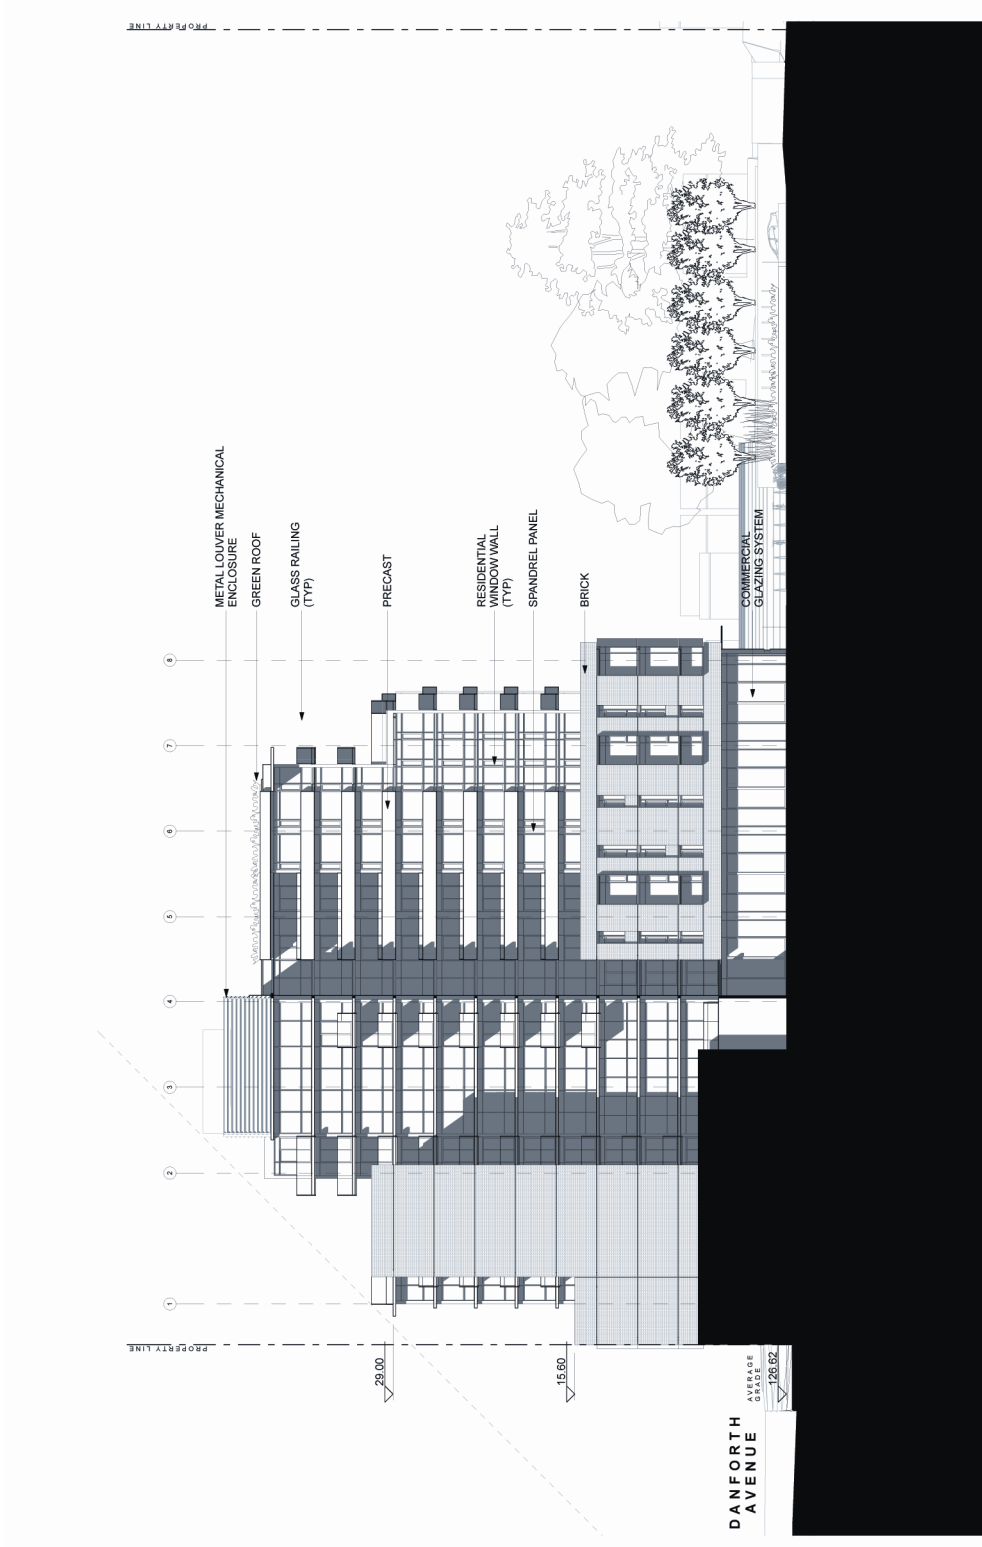 PROPERTY LINE
METAL LOUVER MECHANICAL
ENCLOSURE
GREEN ROOF
GLASS RAILING
(TYP)
PRECAST
RESIDENTIAL
WINDOW WALL
(TYP)
SPANDREL PANEL
BRICK
COMMERCIAL
GLAZING SYSTEM
8
7
6
5
4
3
2
1
PROPERTY LINE
29.00
15.60
AVERAGE
GRADE
126.62
DANFORTH
AVENUE